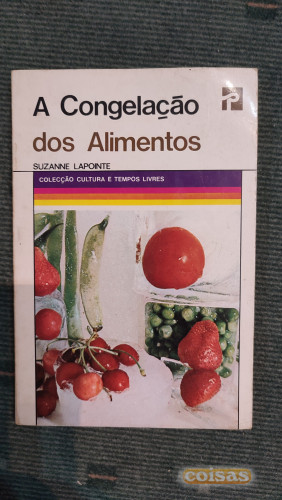 A Congelação
dos Alimentos
SUZANNE LAPOINTE
COLECÇÃO CULTURA E TEMPOS LIVRES
coisas